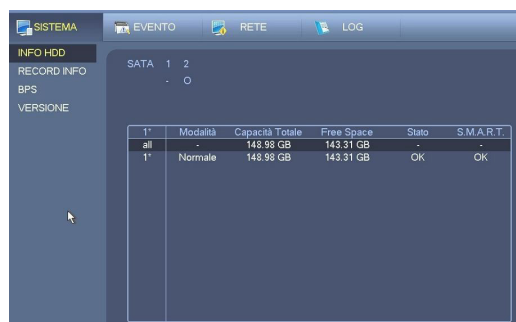 SISTEMA EVENTO RETE LOG
INFO HDD
RECORD INFO
BPS
VERSIONE
SATA 1 2
- O
1* Modalità Capacità Totale Free Space Stato S.M.A.R.T.
all - 148.98 GB 143.31 GB - -
1* Normale 148.98 GB 143.31 GB OK OK